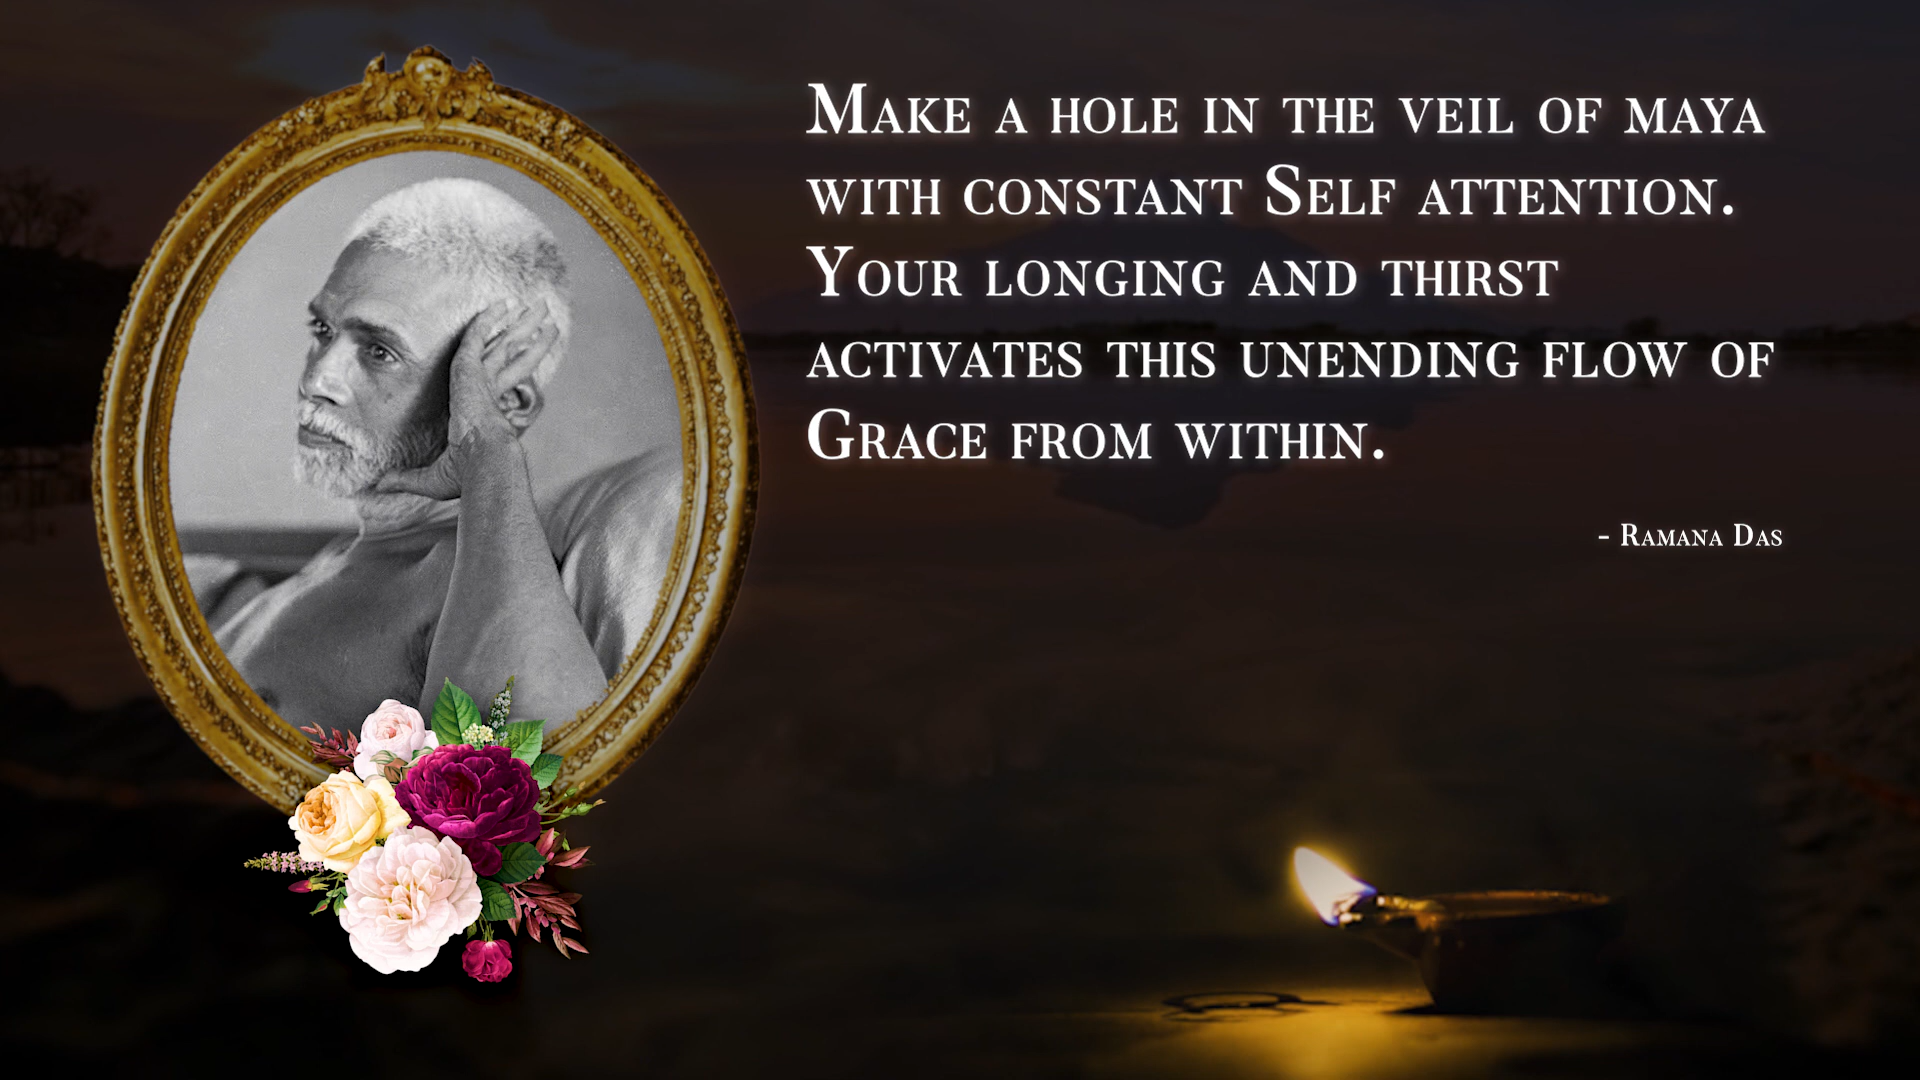 Make a hole in the veil of maya
with constant Self attention.
Your longing and thirst
activates this unending flow of
Grace from within.
- Ramana Das